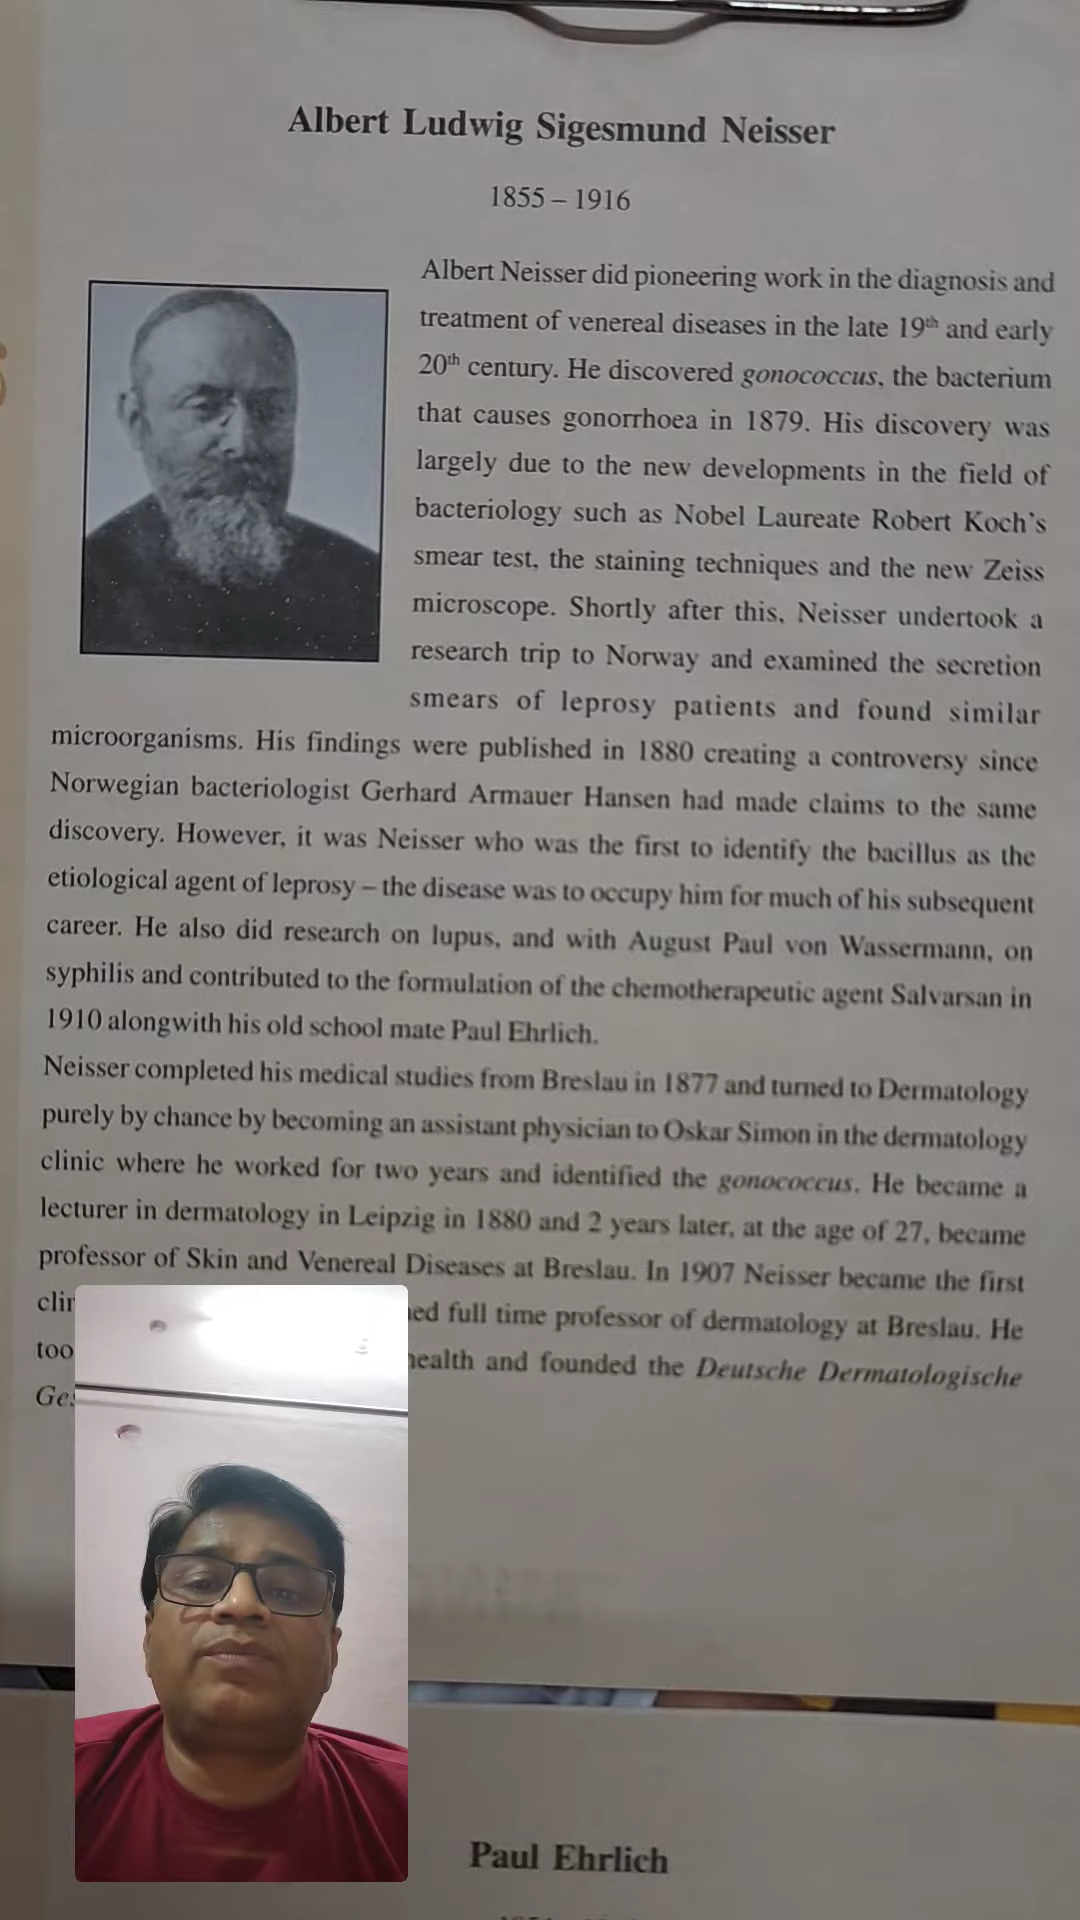 Albert Ludwig Sigesmund Neisser
1855 – 1916
Albert Neisser did pioneering work in the diagnosis and
treatment of venereal diseases in the late 19th and early
20th century. He discovered gonococcus, the bacterium
that causes gonorrhoea in 1879. His discovery was
largely due to the new developments in the field of
bacteriology such as Nobel Laureate Robert Koch's
smear test, the staining techniques and the new Zeiss
microscope. Shortly after this, Neisser undertook a
research trip to Norway and examined the secretion
smears of leprosy patients and found similar
microorganisms. His findings were published in 1880 creating a controversy since
Norwegian bacteriologist Gerhard Armauer Hansen had made claims to the same
discovery. However, it was Neisser who was the first to identify the bacillus as the
etiological agent of leprosy – the disease was to occupy him for much of his subsequent
career. He also did research on lupus, and with August Paul von Wassermann, on
syphilis and contributed to the formulation of the chemotherapeutic agent Salvarsan in
1910 alongwith his old school mate Paul Ehrlich.
Neisser completed his medical studies from Breslau in 1877 and turned to Dermatology
purely by chance by becoming an assistant physician to Oskar Simon in the dermatology
clinic where he worked for two years and identified the gonococcus. He became a
lecturer in dermatology in Leipzig in 1880 and 2 years later, at the age of 27, became
professor of Skin and Venereal Diseases at Breslau. In 1907 Neisser became the first
full time professor of dermatology at Breslau. He
health and founded the Deutsche Dermatologische
Paul Ehrlich